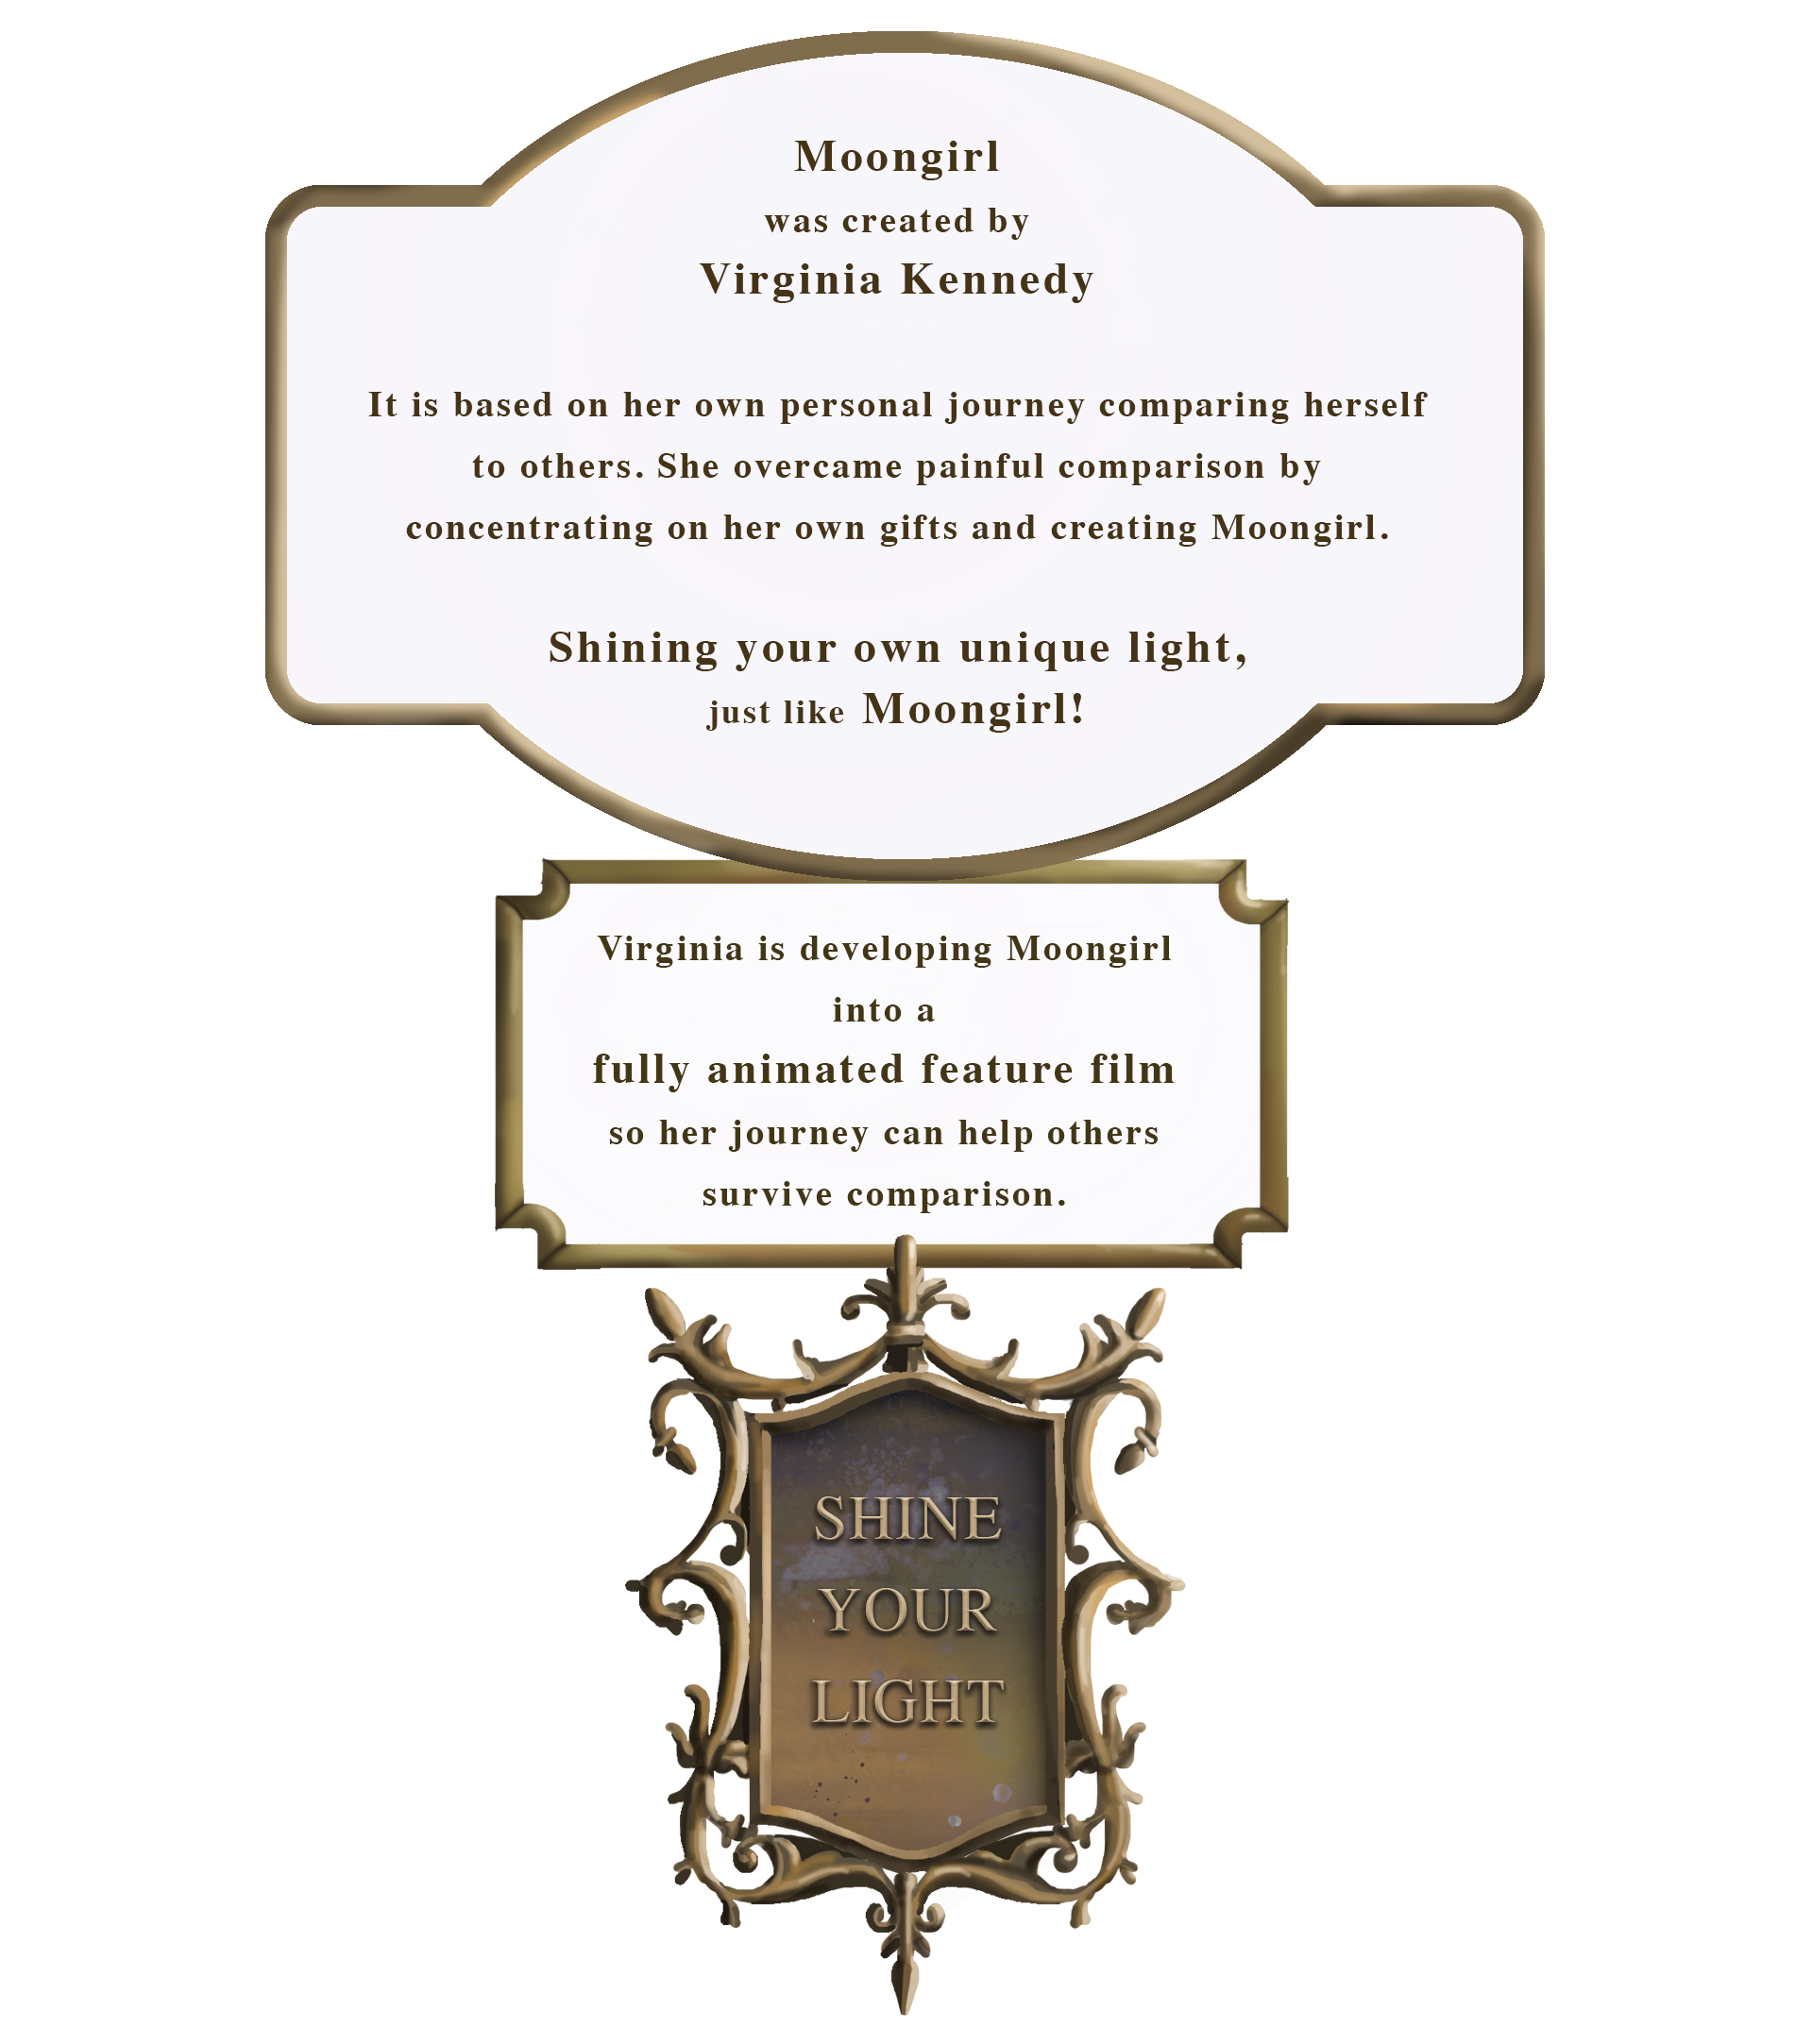 Moongirl
was created by
Virginia Kennedy
It is based on her own personal journey comparing herself
to others. She overcame painful comparison by
concentrating on her own gifts and creating Moongirl.
Shining your own unique light,
just like Moongirl!
Virginia is developing Moongirl
into a
fully animated feature film
so her journey can help others
survive comparison.
SHINE
YOUR
LIGHT